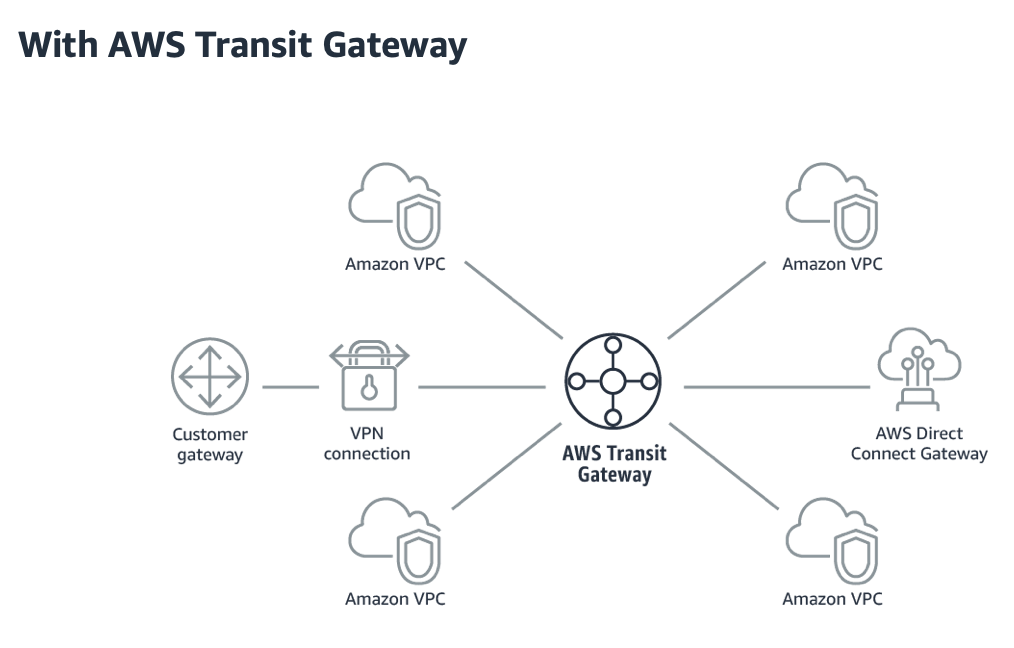 With AWS Transit Gateway
Amazon VPC
Amazon VPC
Customer
gateway
VPN
connection
AWS Transit
Gateway
AWS Direct
Connect Gateway
Amazon VPC
Amazon VPC